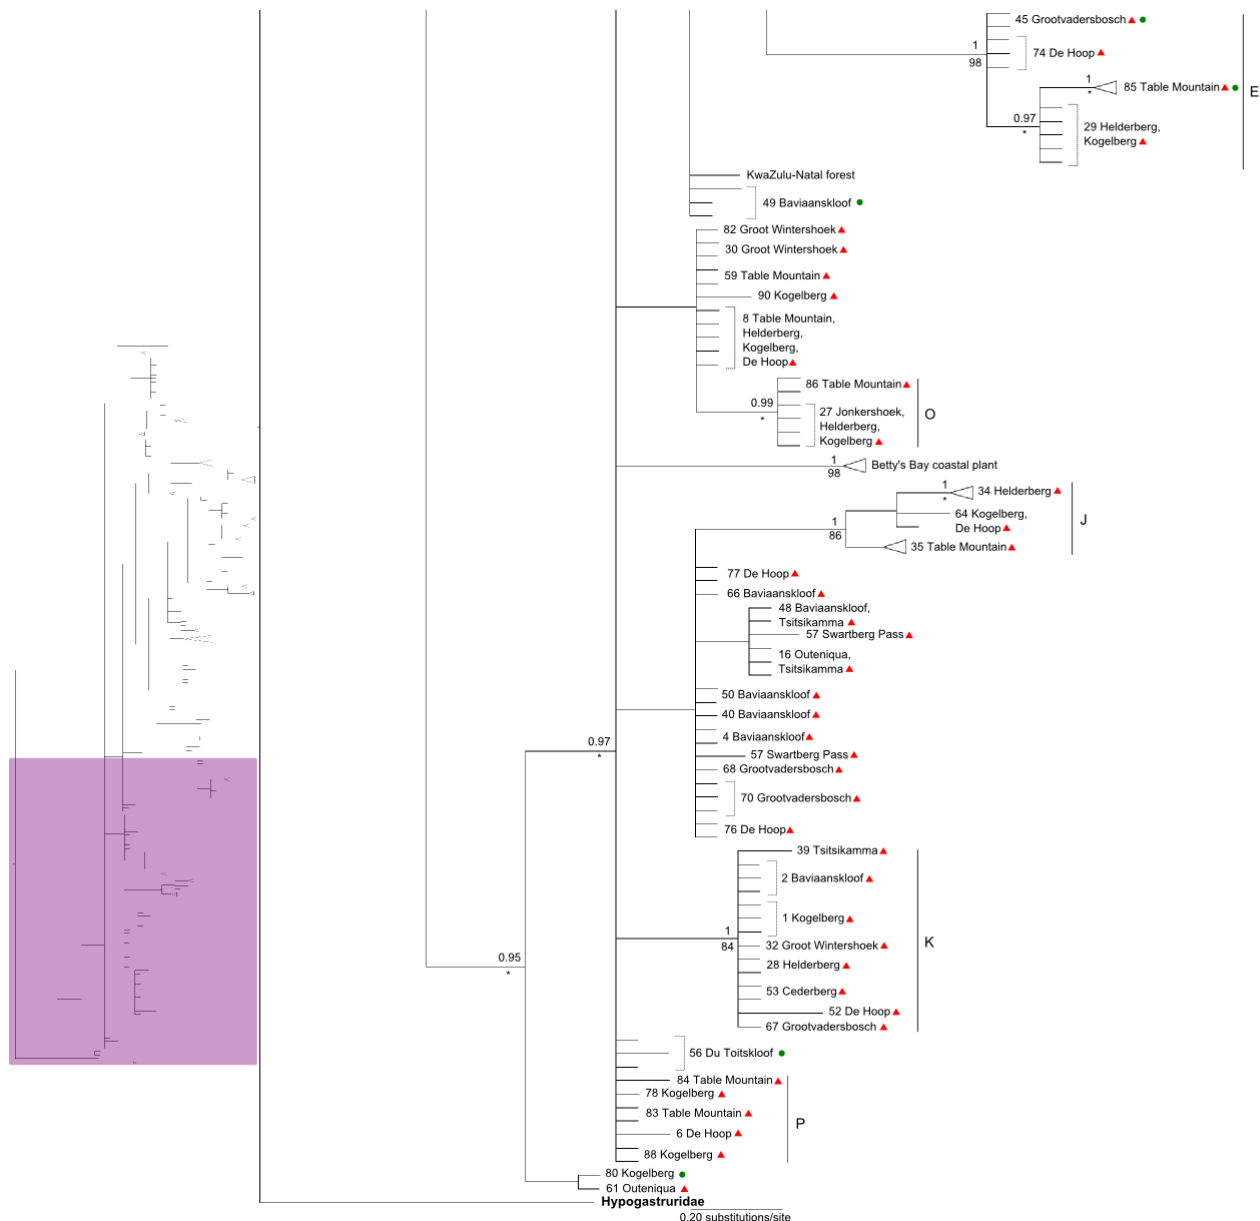 45 Grootvadersbosch
1
98
74 De Hoop
1
*
85 Table Mountain
E
0.97
*
29 Helderberg,
Kogelberg
KwaZulu-Natal forest
49 Baviaanskloof
82 Groot Wintershoek
30 Groot Wintershoek
59 Table Mountain
90 Kogelberg
8 Table Mountain,
Helderberg,
Kogelberg,
De Hoop
86 Table Mountain
0.99
*
27 Jonkershoek,
Helderberg,
Kogelberg
O
1
98
Betty's Bay coastal plant
1
*
34 Helderberg
64 Kogelberg,
De Hoop
J
1
86
35 Table Mountain
77 De Hoop
66 Baviaanskloof
48 Baviaanskloof,
Tsitsikamma
57 Swartberg Pass
16 Outeniqua,
Tsitsikamma
50 Baviaanskloof
40 Baviaanskloof
4 Baviaanskloof
0.97
*
57 Swartberg Pass
68 Grootvadersbosch
70 Grootvadersbosch
76 De Hoop
39 Tsitsikamma
2 Baviaanskloof
1 Kogelberg
1
84
32 Groot Wintershoek
K
28 Helderberg
0.95
*
53 Cederberg
52 De Hoop
67 Grootvadersbosch
56 Du Toitskloof
84 Table Mountain
78 Kogelberg
83 Table Mountain
P
6 De Hoop
88 Kogelberg
80 Kogelberg
61 Outeniqua
Hypogastruridae
0.20 substitutions/site